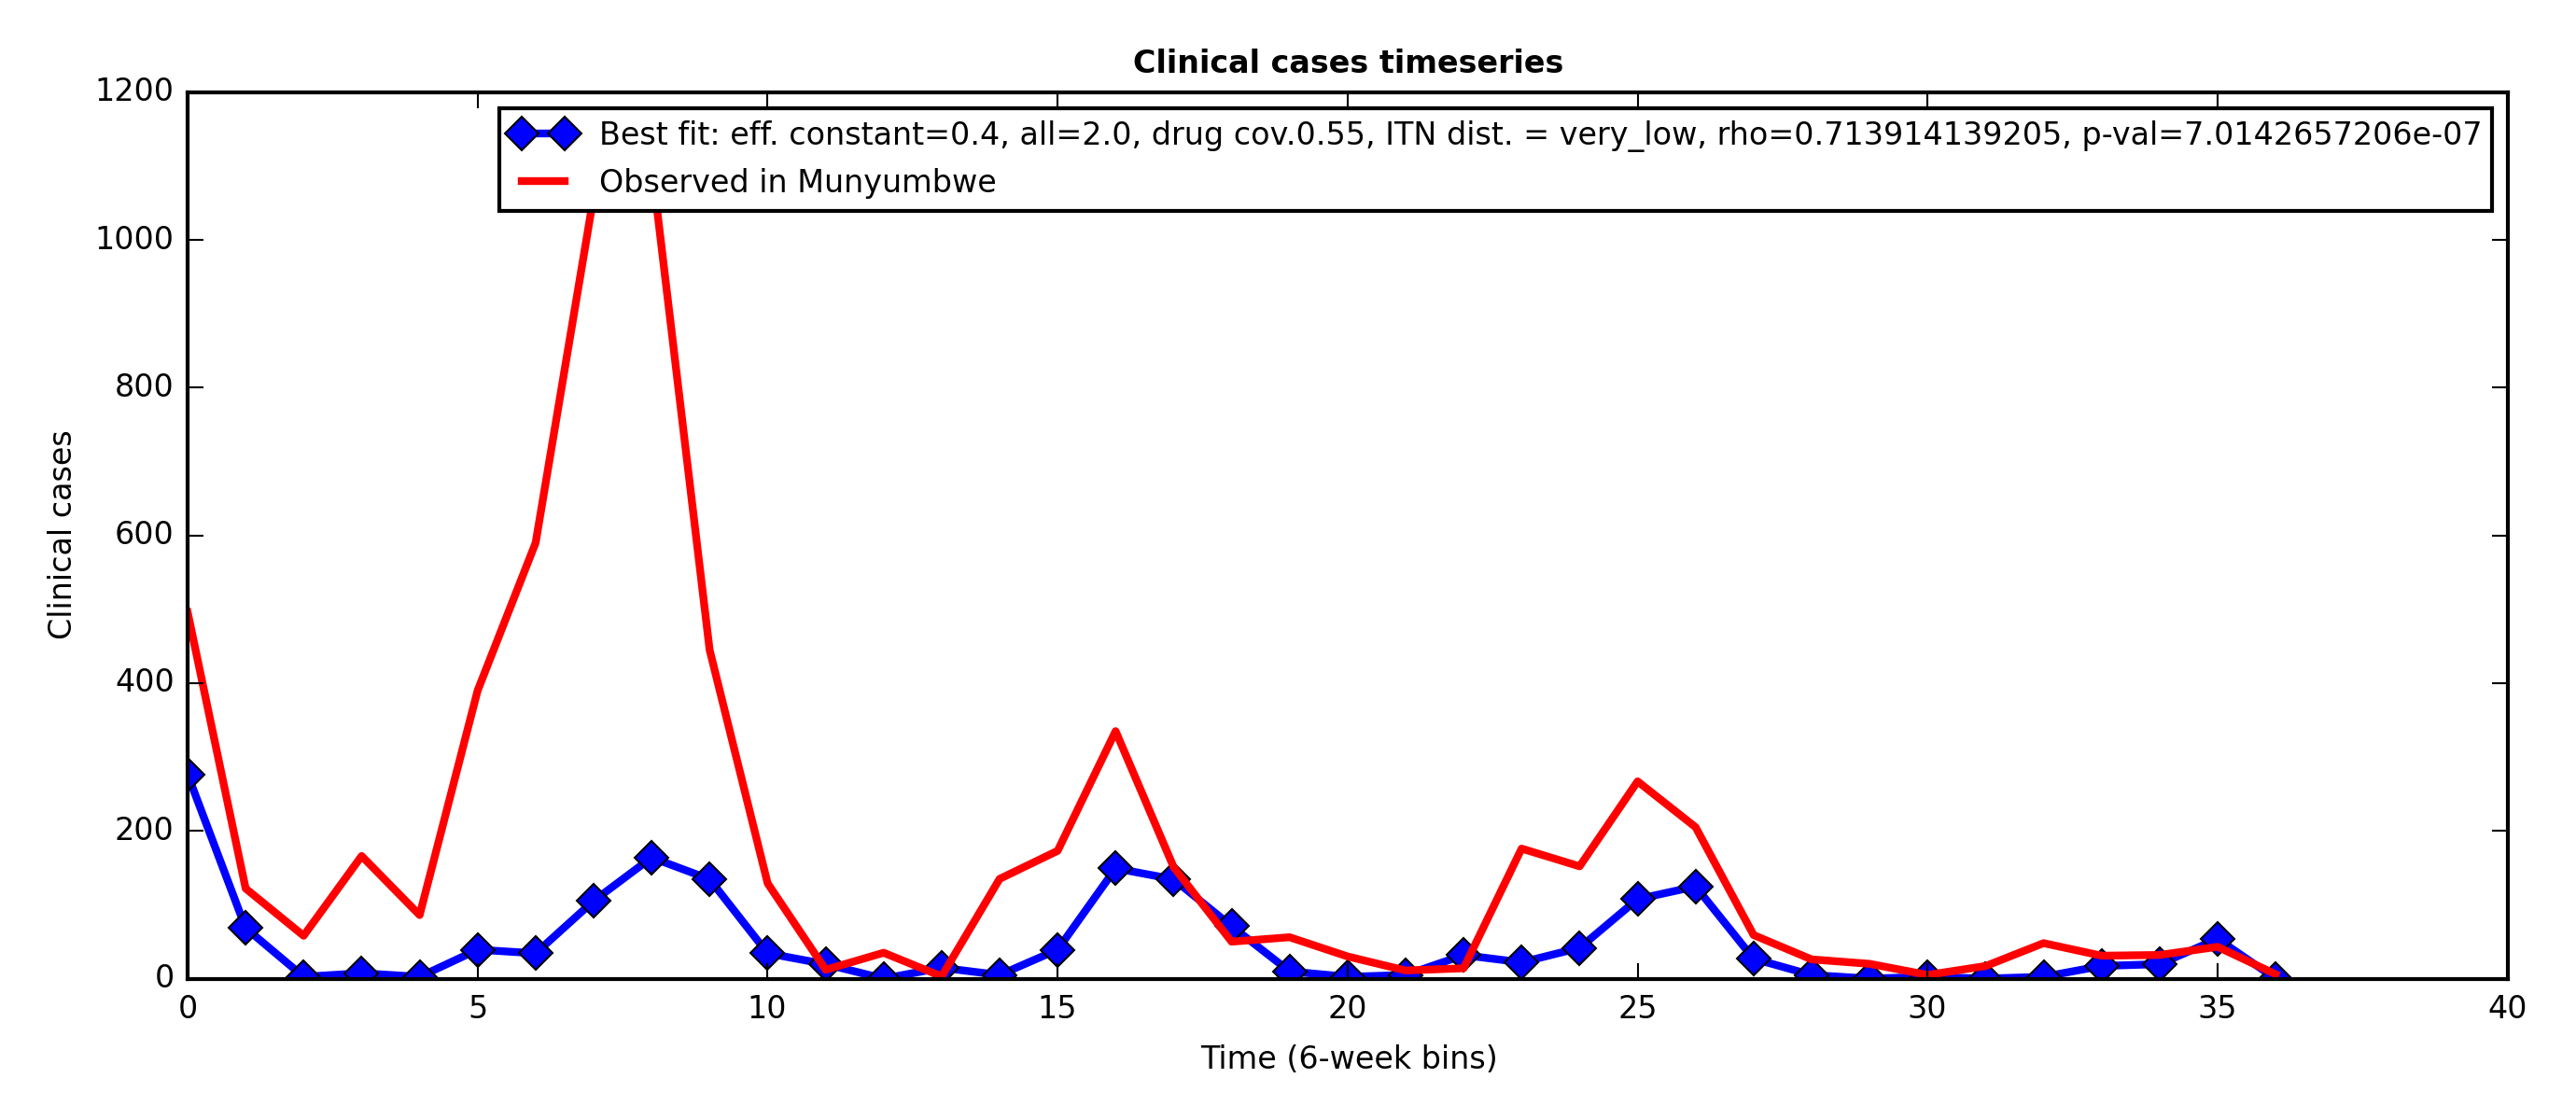 Clinical cases timeseries
1200
1000
800
600
400
200
0
Clinical cases
Best fit: eff. constant=0.4, all=2.0, drug cov.0.55, ITN dist. = very_low, rho=0.713914139205, p-val=7.0142657206e-07
Observed in Munyumbwe
0 5 10 15 20 25 30 35 40
Time (6-week bins)